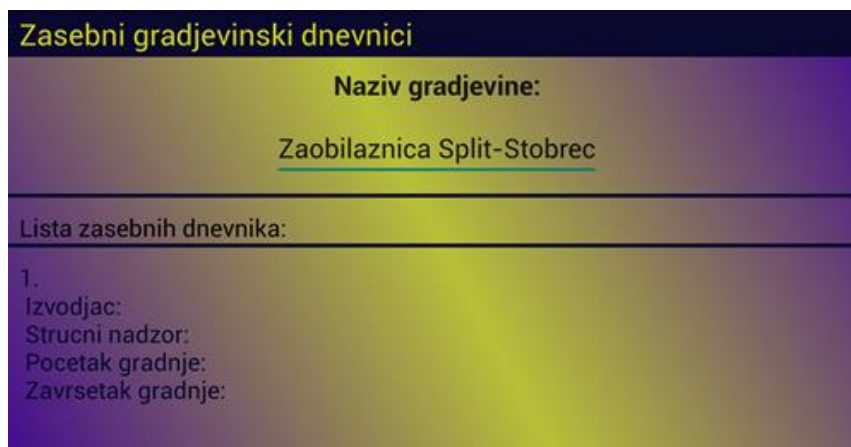 Zasebni gradjevinski dnevnici
Naziv gradjevine:
Zaobilaznica Split-Stobrec
Lista zasebnih dnevnika:
1.
Izvodjac:
Strucni nadzor:
Pocetak gradnje:
Zavrsetak gradnje: